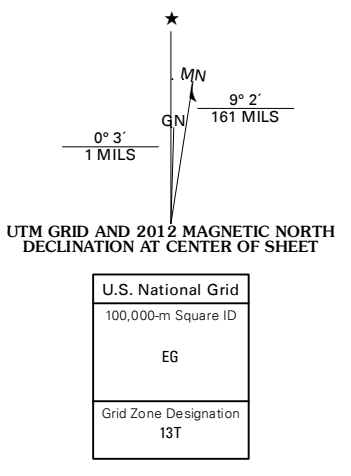 ★
MN
GN
9° 2´
161 MILS
0° 3´
1 MILS
UTM GRID AND 2012 MAGNETIC NORTH
DECLINATION AT CENTER OF SHEET
U.S. National Grid
100,000-m Square ID
EG
Grid Zone Designation
13T